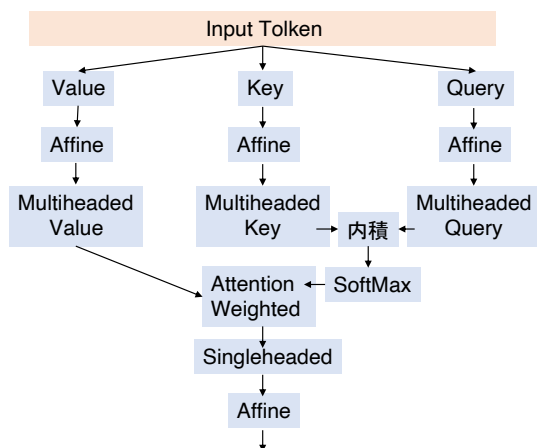 Input Tolken
Value
Key
Query
Affine
Affine
Affine
Multiheaded
Value
Multiheaded
Key
内積
Multiheaded
Query
SoftMax
Attention
Weighted
Singleheaded
Affine